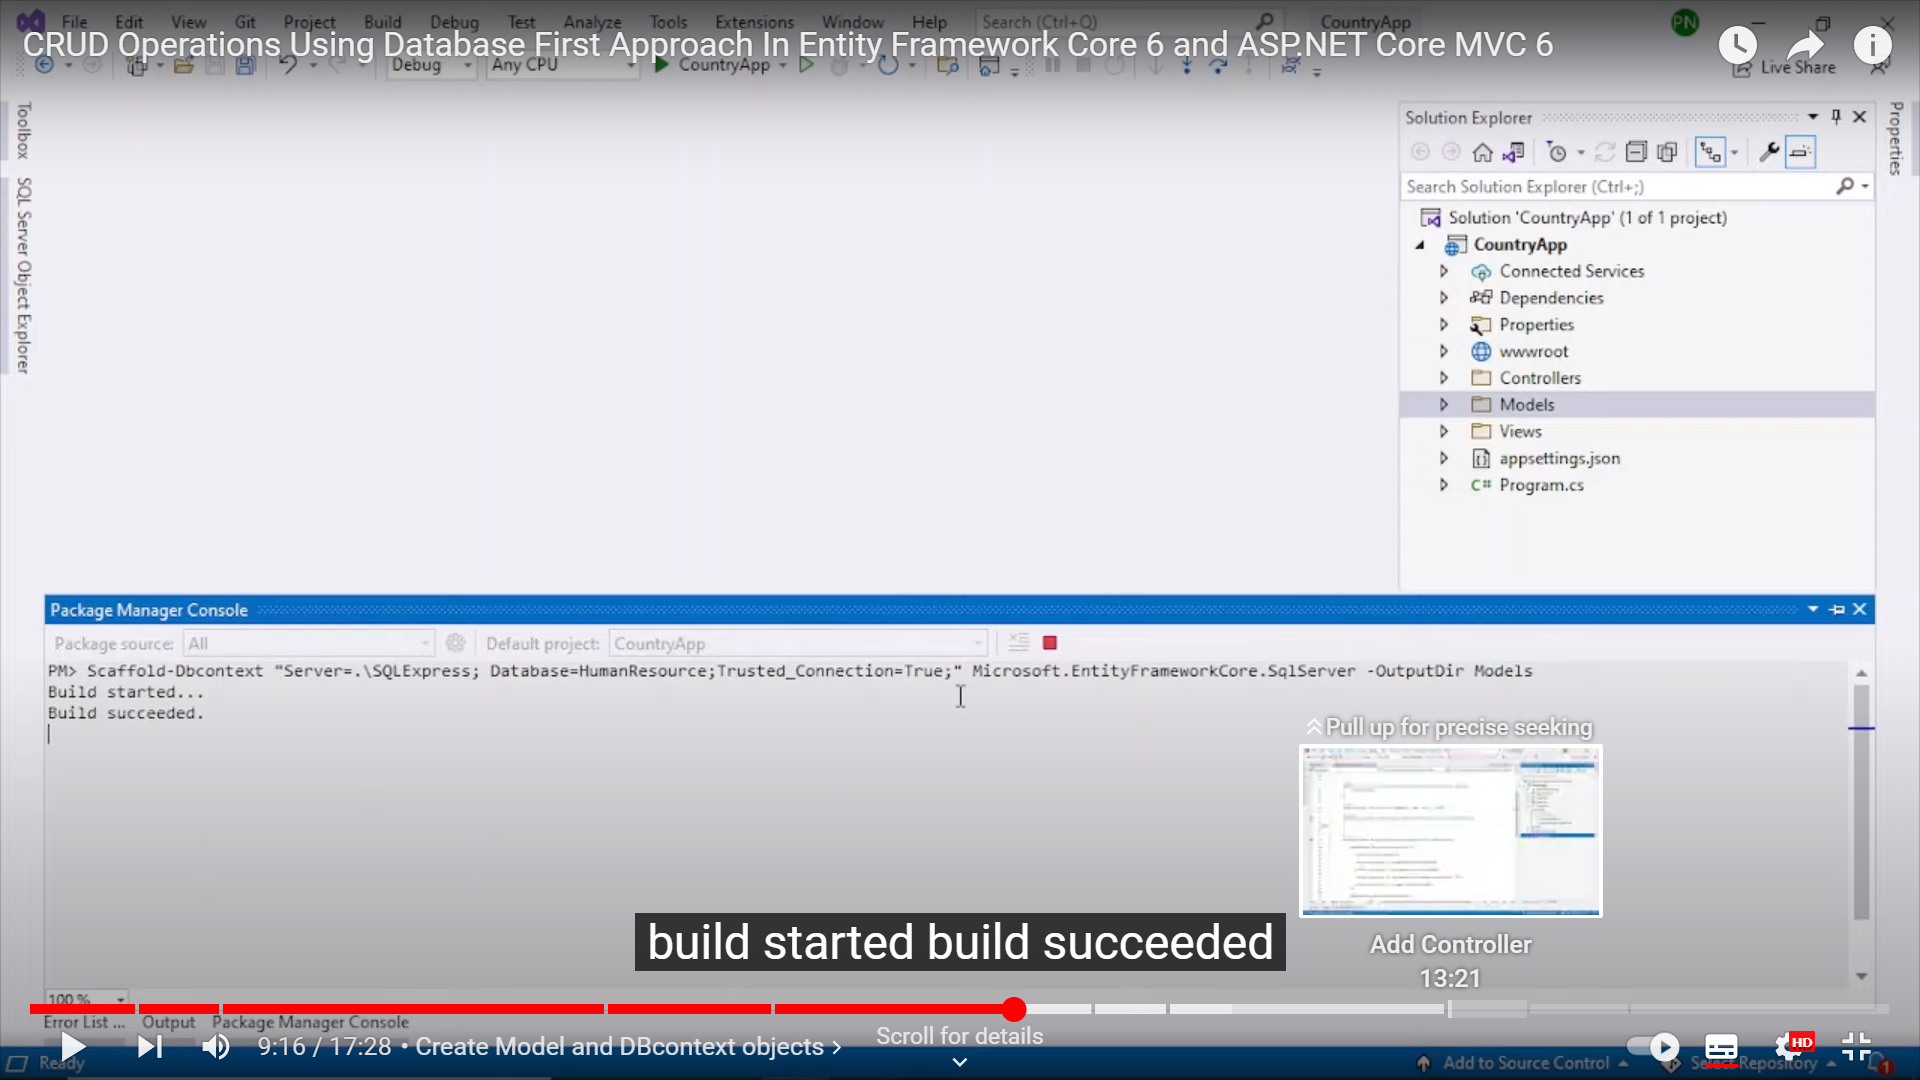 File Edit View Git Project Build Debug Test Analyze Tools Extensions Window Help Search (Ctrl+Q) CountryApp PN
CRUD Operations Using Database First Approach In Entity Framework Core 6 and ASP.NET Core MVC 6
Debug Any CPU CountryApp Live Share
Toolbox
SQL Server Object Explorer
Properties
Solution Explorer
Search Solution Explorer (Ctrl+;)
Solution 'CountryApp' (1 of 1 project)
CountryApp
Connected Services
Dependencies
Properties
wwwroot
Controllers
Models
Views
appsettings.json
C# Program.cs
Package Manager Console
Package source: All Default project: CountryApp
PM> Scaffold-Dbcontext "Server=.\SQLExpress; Database=HumanResource;Trusted_Connection=True;" Microsoft.EntityFrameworkCore.SqlServer -OutputDir Models
Build started...
Build succeeded.
Pull up for precise seeking
build started build succeeded
Add Controller
13:21
100 %
Error List ... Output Package Manager Console
9:16 / 17:28 • Create Model and DBcontext objects
Scroll for details
HD
Ready Add to Source Control Select Repository 1